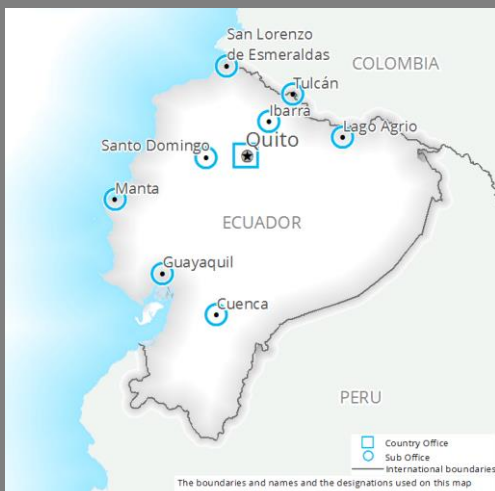 San Lorenzo
de Esmeraldas
COLOMBIA
Tulcán
Ibarra
Lago Agrio
Quito
Santo Domingo
Manta
ECUADOR
Guayaquil
Cuenca
PERU
Country Office
Sub Office
International boundaries
The boundaries and names and the designations used on this map